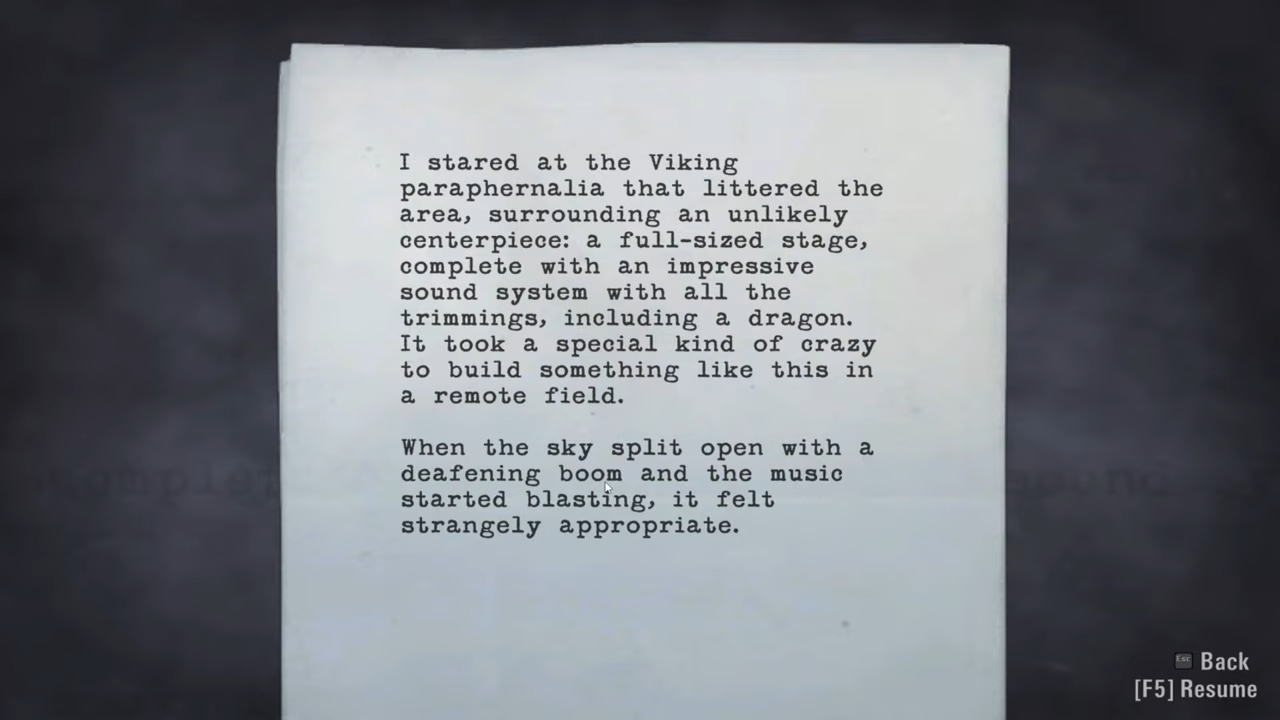 I stared at the Viking
paraphernalia that littered the
area, surrounding an unlikely
centerpiece: a full-sized stage,
complete with an impressive
sound system with all the
trimmings, including a dragon.
It took a special kind of crazy
to build something like this in
a remote field.
When the sky split open with a
deafening boom and the music
started blasting, it felt
strangely appropriate.
Esc Back
[F5] Resume